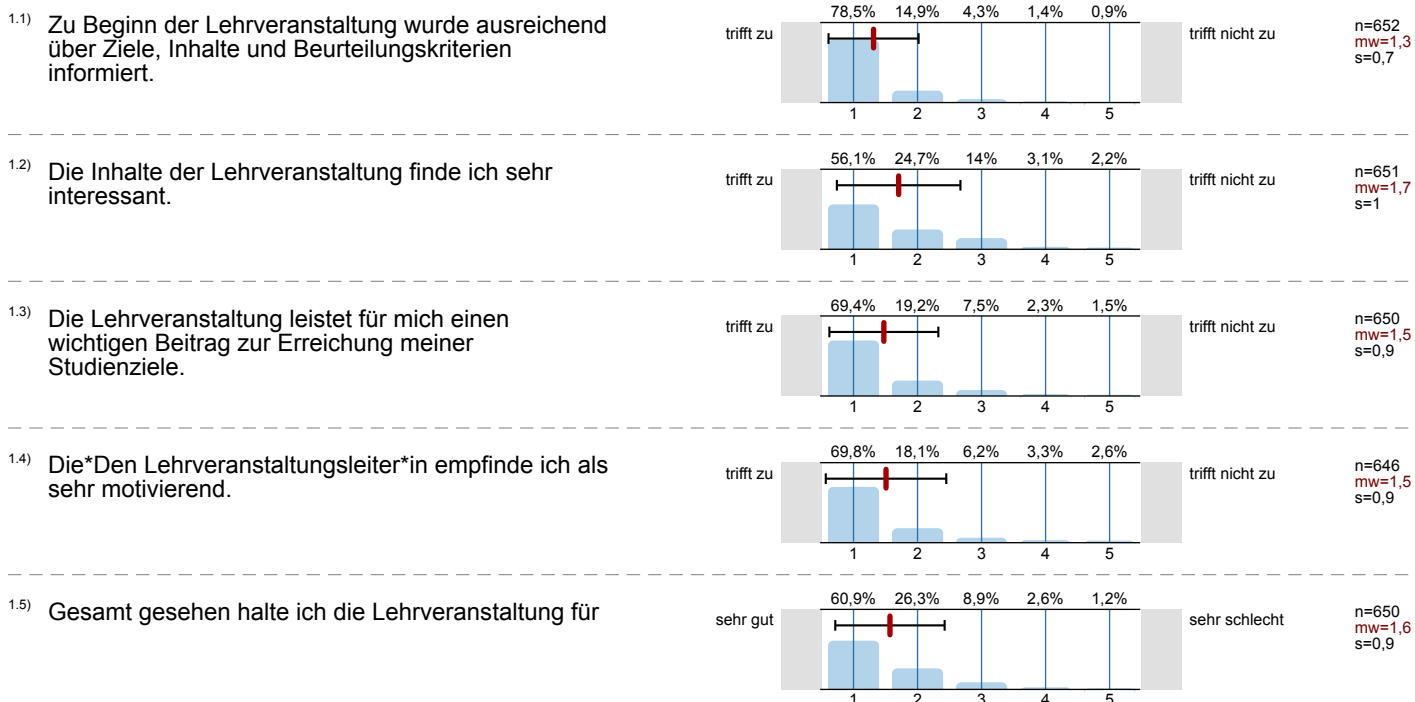 1.1) Zu Beginn der Lehrveranstaltung wurde ausreichend
über Ziele, Inhalte und Beurteilungskriterien
informiert.
78,5% 14,9% 4,3% 1,4% 0,9%
trifft zu
trifft nicht zu
n=652
mw=1,3
s=0,7
1 2 3 4 5
1.2) Die Inhalte der Lehrveranstaltung finde ich sehr
interessant.
56,1% 24,7% 14% 3,1% 2,2%
trifft zu
trifft nicht zu
n=651
mw=1,7
s=1
1 2 3 4 5
1.3) Die Lehrveranstaltung leistet für mich einen
wichtigen Beitrag zur Erreichung meiner
Studienziele.
69,4% 19,2% 7,5% 2,3% 1,5%
trifft zu
trifft nicht zu
n=650
mw=1,5
s=0,9
1 2 3 4 5
1.4) Die*Den Lehrveranstaltungsleiter*in empfinde ich als
sehr motivierend.
69,8% 18,1% 6,2% 3,3% 2,6%
trifft zu
trifft nicht zu
n=646
mw=1,5
s=0,9
1 2 3 4 5
1.5) Gesamt gesehen halte ich die Lehrveranstaltung für
60,9% 26,3% 8,9% 2,6% 1,2%
sehr gut
sehr schlecht
n=650
mw=1,6
s=0,9
1 2 3 4 5